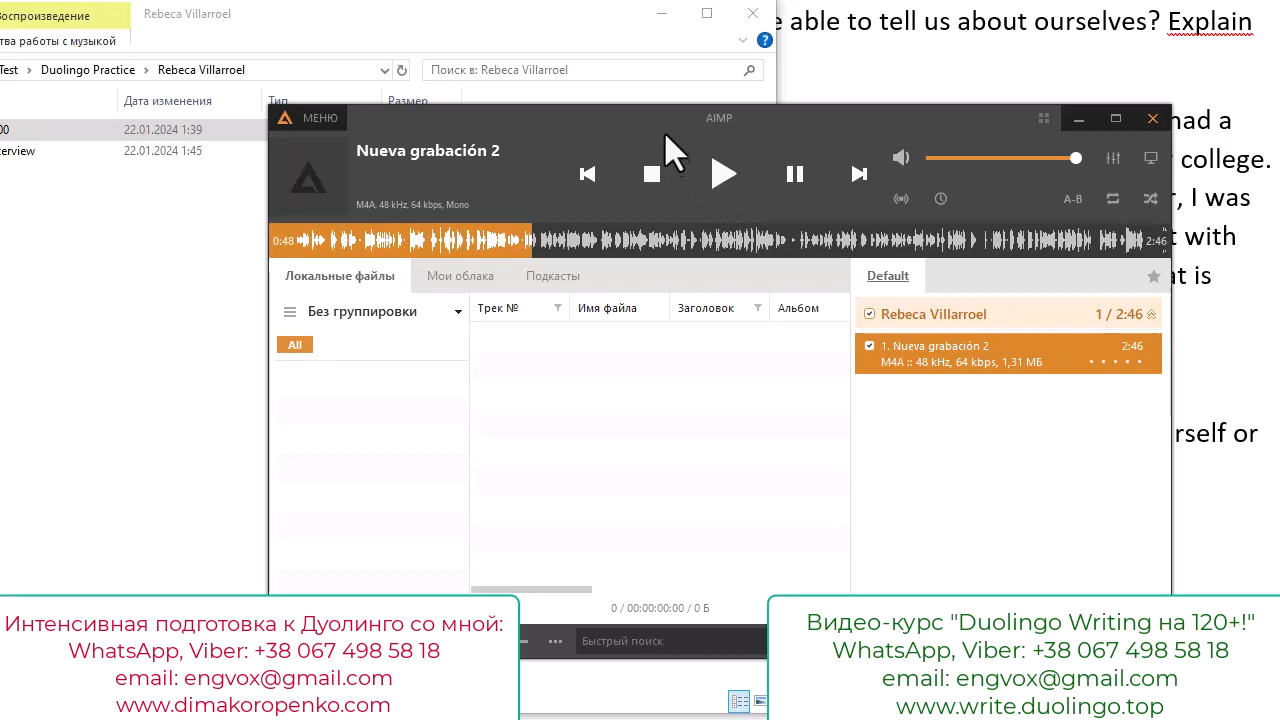 Воспроизведение
Rebeca Villarroel
тва работы с музыкой
Test > Duolingo Practice > Rebeca Villarroel
Поиск в: Rebeca Villarroel
Дата изменения
Тип
Размер
00
22.01.2024 1:39
erview
22.01.2024 1:45
e able to tell us about ourselves? Explain
had a
college.
r, I was
t with
at is
rself or
МЕНЮ
AIMP
Nueva grabación 2
M4A, 48 kHz, 64 kbps, Mono
A-B
0:48
2:46
Локальные файлы
Мои облака
Подкасты
Default
Без группировки
Трек №
Имя файла
Заголовок
Альбом
All
Rebeca Villarroel
1 / 2:46
1. Nueva grabación 2
2:46
M4A :: 48 kHz, 64 kbps, 1,31 МБ
0 / 00:00:00:00 / 0 Б
Быстрый поиск
Интенсивная подготовка к Дуолинго со мной:
WhatsApp, Viber: +38 067 498 58 18
email: engvox@gmail.com
www.dimakoropenko.com
Видео-курс "Duolingo Writing на 120+!"
WhatsApp, Viber: +38 067 498 58 18
email: engvox@gmail.com
www.write.duolingo.top